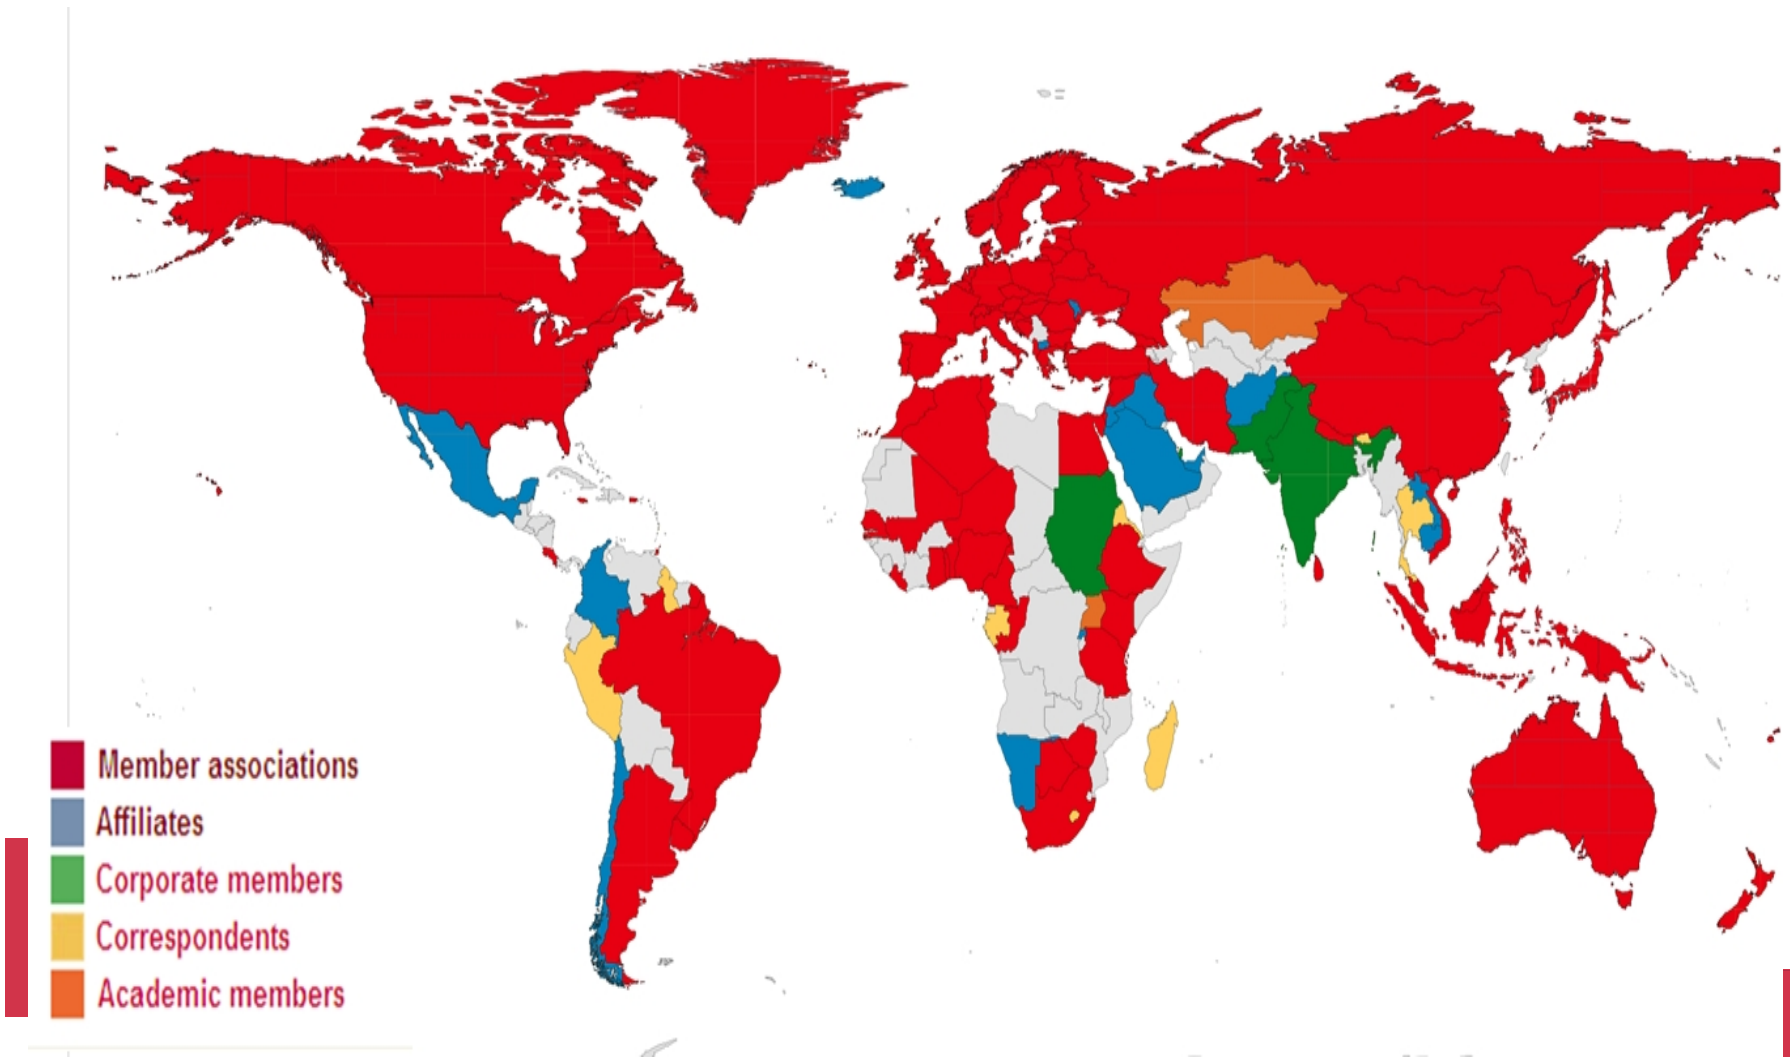 Member associations
Affiliates
Corporate members
Correspondents
Academic members